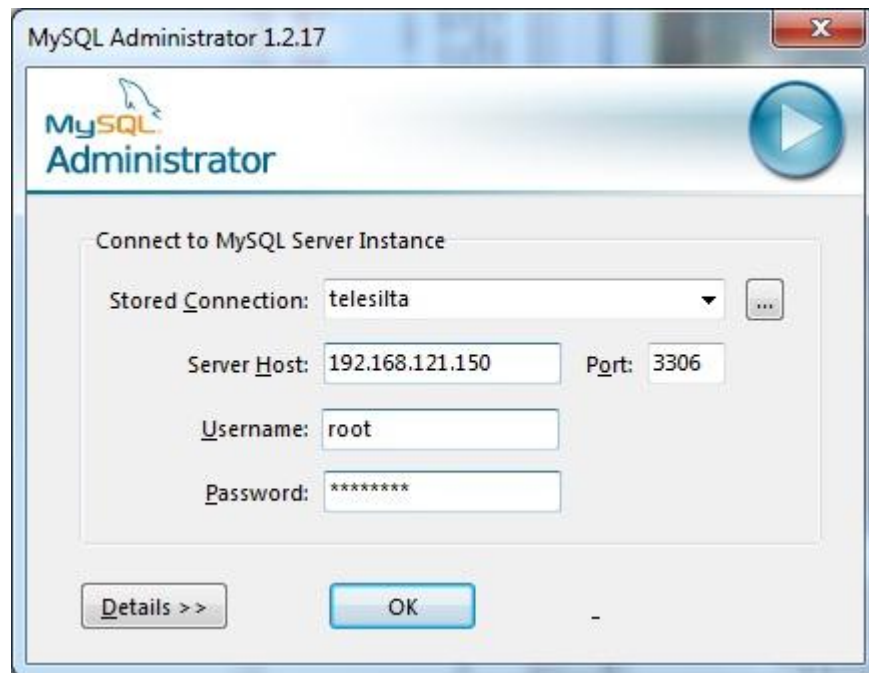 MySQL Administrator 1.2.17
MySQL
Administrator
Connect to MySQL Server Instance
Stored Connection: telesilta ...
Server Host: 192.168.121.150 Port: 3306
Username: root
Password: ********
Details >> OK -